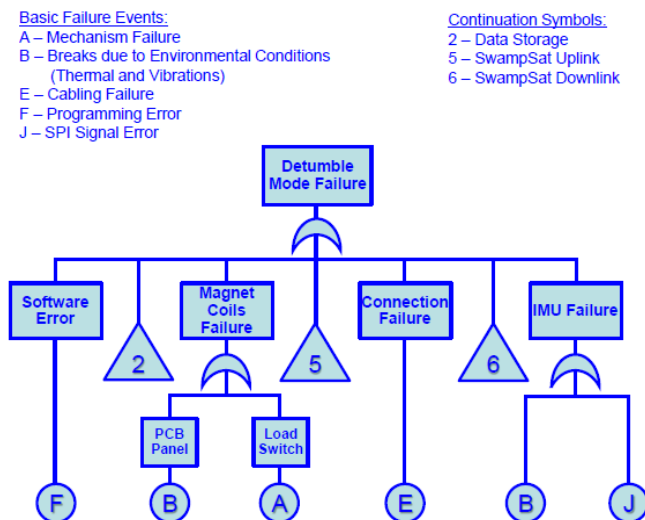 Basic Failure Events:
A – Mechanism Failure
B – Breaks due to Environmental Conditions
(Thermal and Vibrations)
E – Cabling Failure
F – Programming Error
J – SPI Signal Error
Continuation Symbols:
2 – Data Storage
5 – SwampSat Uplink
6 – SwampSat Downlink
Detumble
Mode Failure
Software
Error
2
Magnet
Coils
Failure
5
Connection
Failure
6
IMU Failure
PCB
Panel
Load
Switch
F
B
A
E
B
J